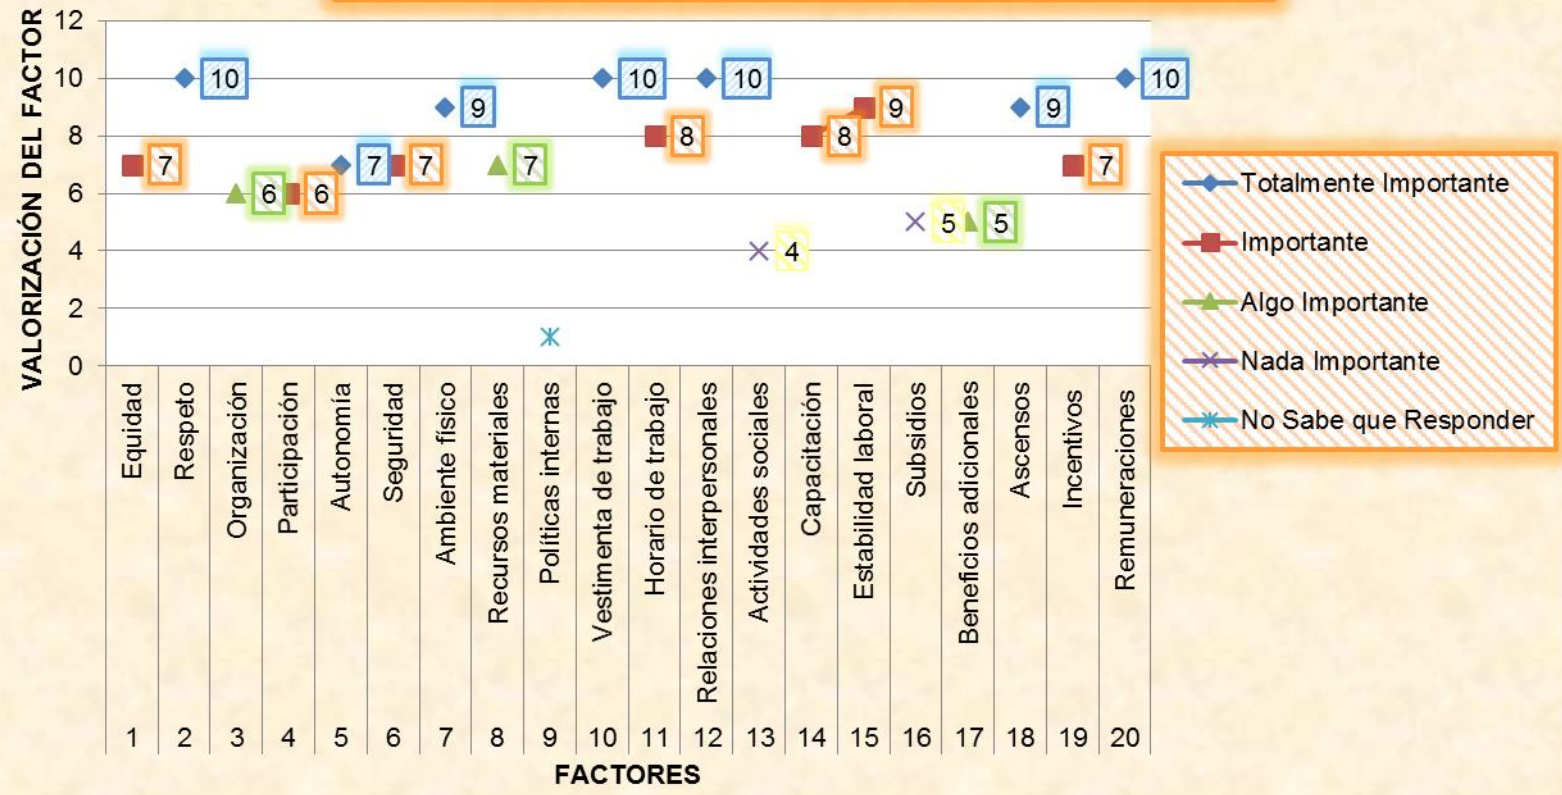 VALORIZACIÓN DEL FACTOR
12
10
8
6
4
2
0
7
10
6
6
7
7
9
7
10
8
10
4
8
9
5
5
9
7
10
Equidad
Respeto
Organización
Participación
Autonomía
Seguridad
Ambiente físico
Recursos materiales
Políticas internas
Vestimenta de trabajo
Horario de trabajo
Relaciones interpersonales
Actividades sociales
Capacitación
Estabilidad laboral
Subsidios
Beneficios adicionales
Ascensos
Incentivos
Remuneraciones
1 2 3 4 5 6 7 8 9 10 11 12 13 14 15 16 17 18 19 20
FACTORES
Totalmente Importante
Importante
Algo Importante
Nada Importante
No Sabe que Responder